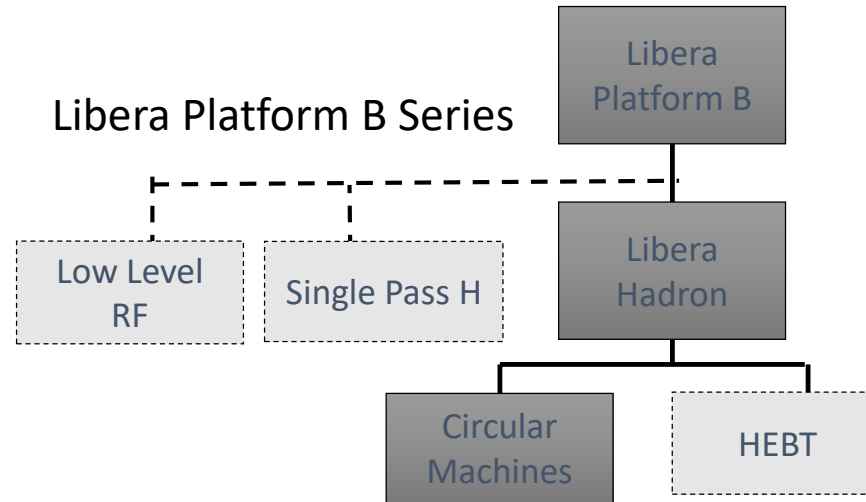 Libera
Platform B
Libera Platform B Series
Low Level
RF
Single Pass H
Libera
Hadron
Circular
Machines
HEBT